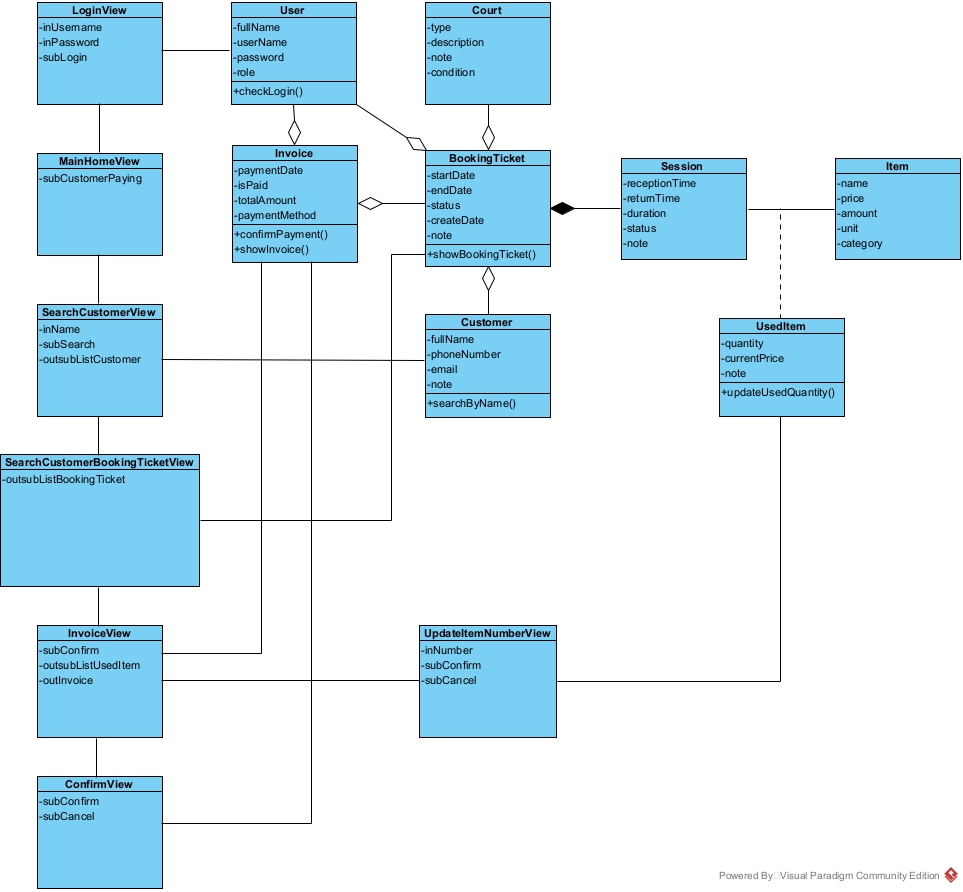 LoginView
-inUsername
-inPassword
-subLogin
User
-fullName
-userName
-password
-role
+checkLogin()
Court
-type
-description
-note
-condition
MainHomeView
-subCustomerPaying
Invoice
-paymentDate
-isPaid
-totalAmount
-paymentMethod
+confirmPayment()
+showInvoice()
BookingTicket
-startDate
-endDate
-status
-createDate
-note
+showBookingTicket()
Session
-receptionTime
-returnTime
-duration
-status
-note
Item
-name
-price
-amount
-unit
-category
SearchCustomerView
-inName
-subSearch
-outsubListCustomer
Customer
-fullName
-phoneNumber
-email
-note
+searchByName()
UsedItem
-quantity
-currentPrice
-note
+updateUsedQuantity()
SearchCustomerBookingTicketView
-outsubListBookingTicket
InvoiceView
-subConfirm
-outsubListUsedItem
-outInvoice
UpdateItemNumberView
-inNumber
-subConfirm
-subCancel
ConfirmView
-subConfirm
-subCancel
Powered By Visual Paradigm Community Edition